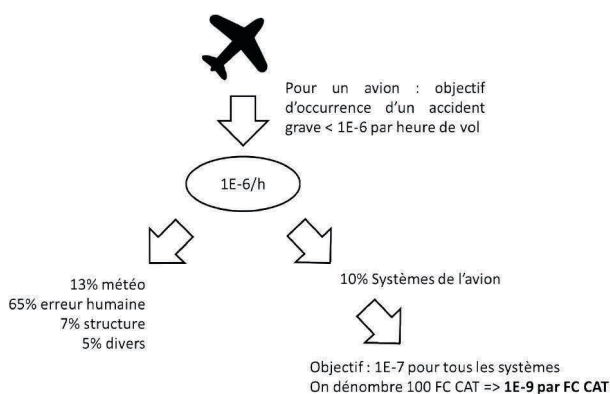 Pour un avion : objectif
d'occurrence d'un accident
grave < 1E-6 par heure de vol
1E-6/h
13% météo
65% erreur humaine
7% structure
5% divers
10% Systèmes de l'avion
Objectif : 1E-7 pour tous les systèmes
On dénombre 100 FC CAT => 1E-9 par FC CAT